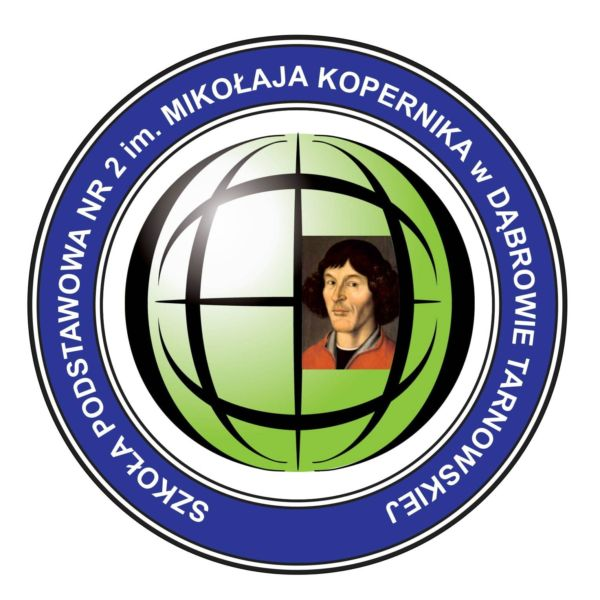 SZKOŁA PODSTAWOWA NR 2 im. MIKOŁAJA KOPERNIKA w DĄBROWIE TARNOWSKIEJ